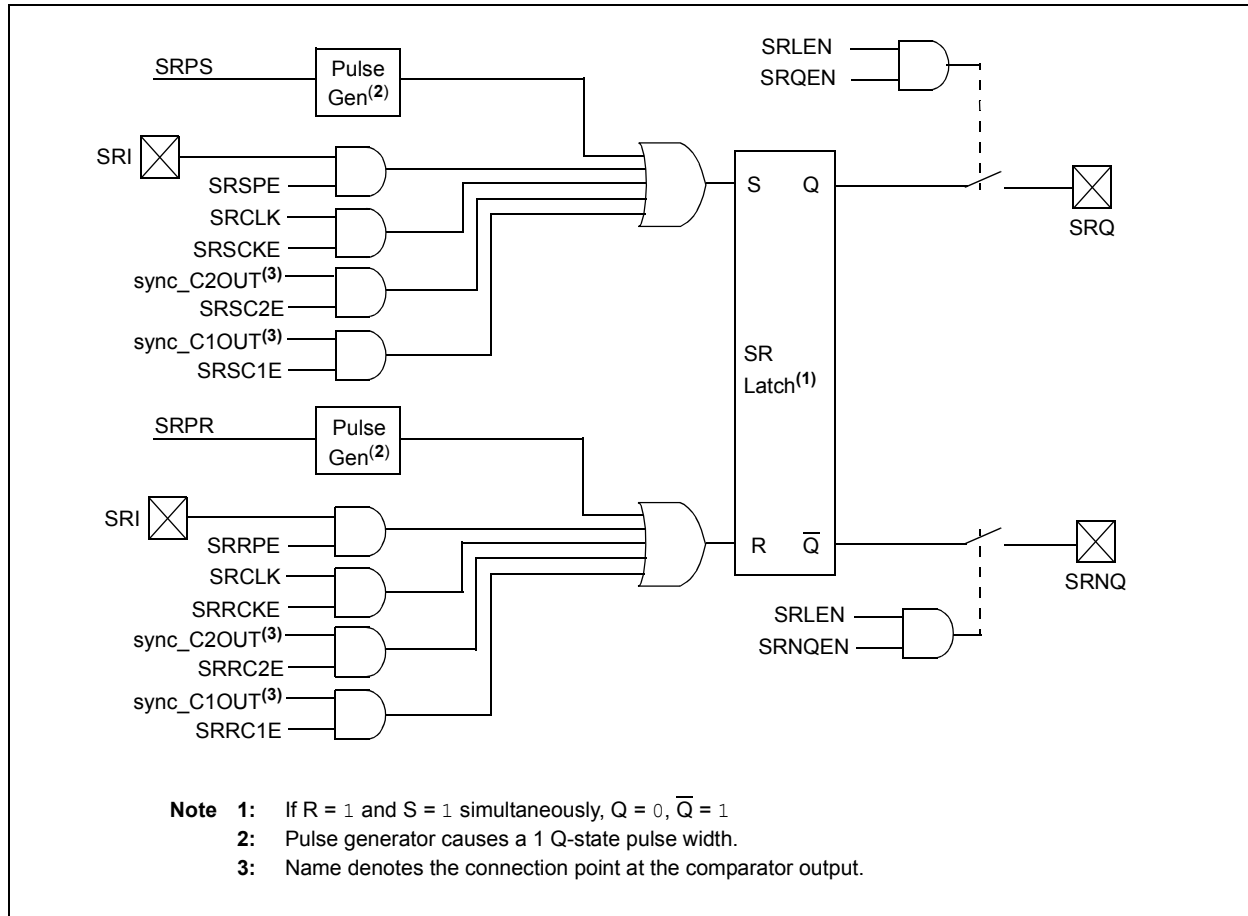 SRPS
Pulse
Gen(2)
SRI
SRSPE
SRCLK
SRSCKE
sync_C2OUT(3)
SRSC2E
sync_C1OUT(3)
SRSC1E
SRPR
Pulse
Gen(2)
SRI
SRRPE
SRCLK
SRRCKE
sync_C2OUT(3)
SRRC2E
sync_C1OUT(3)
SRRC1E
S Q
SR
Latch(1)
R Q̅
SRLEN
SRQEN
SRQ
SRLEN
SRNQEN
SRNQ
Note 1: If R = 1 and S = 1 simultaneously, Q = 0, Q̅ = 1
2: Pulse generator causes a 1 Q-state pulse width.
3: Name denotes the connection point at the comparator output.